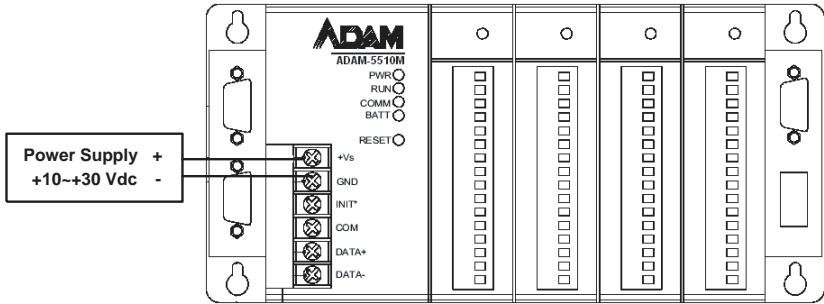 ADAM
ADAM-5510M
PWR
RUN
COMM
BATT
RESET
Power Supply +
+10~+30 Vdc -
+Vs
GND
INIT*
COM
DATA+
DATA-